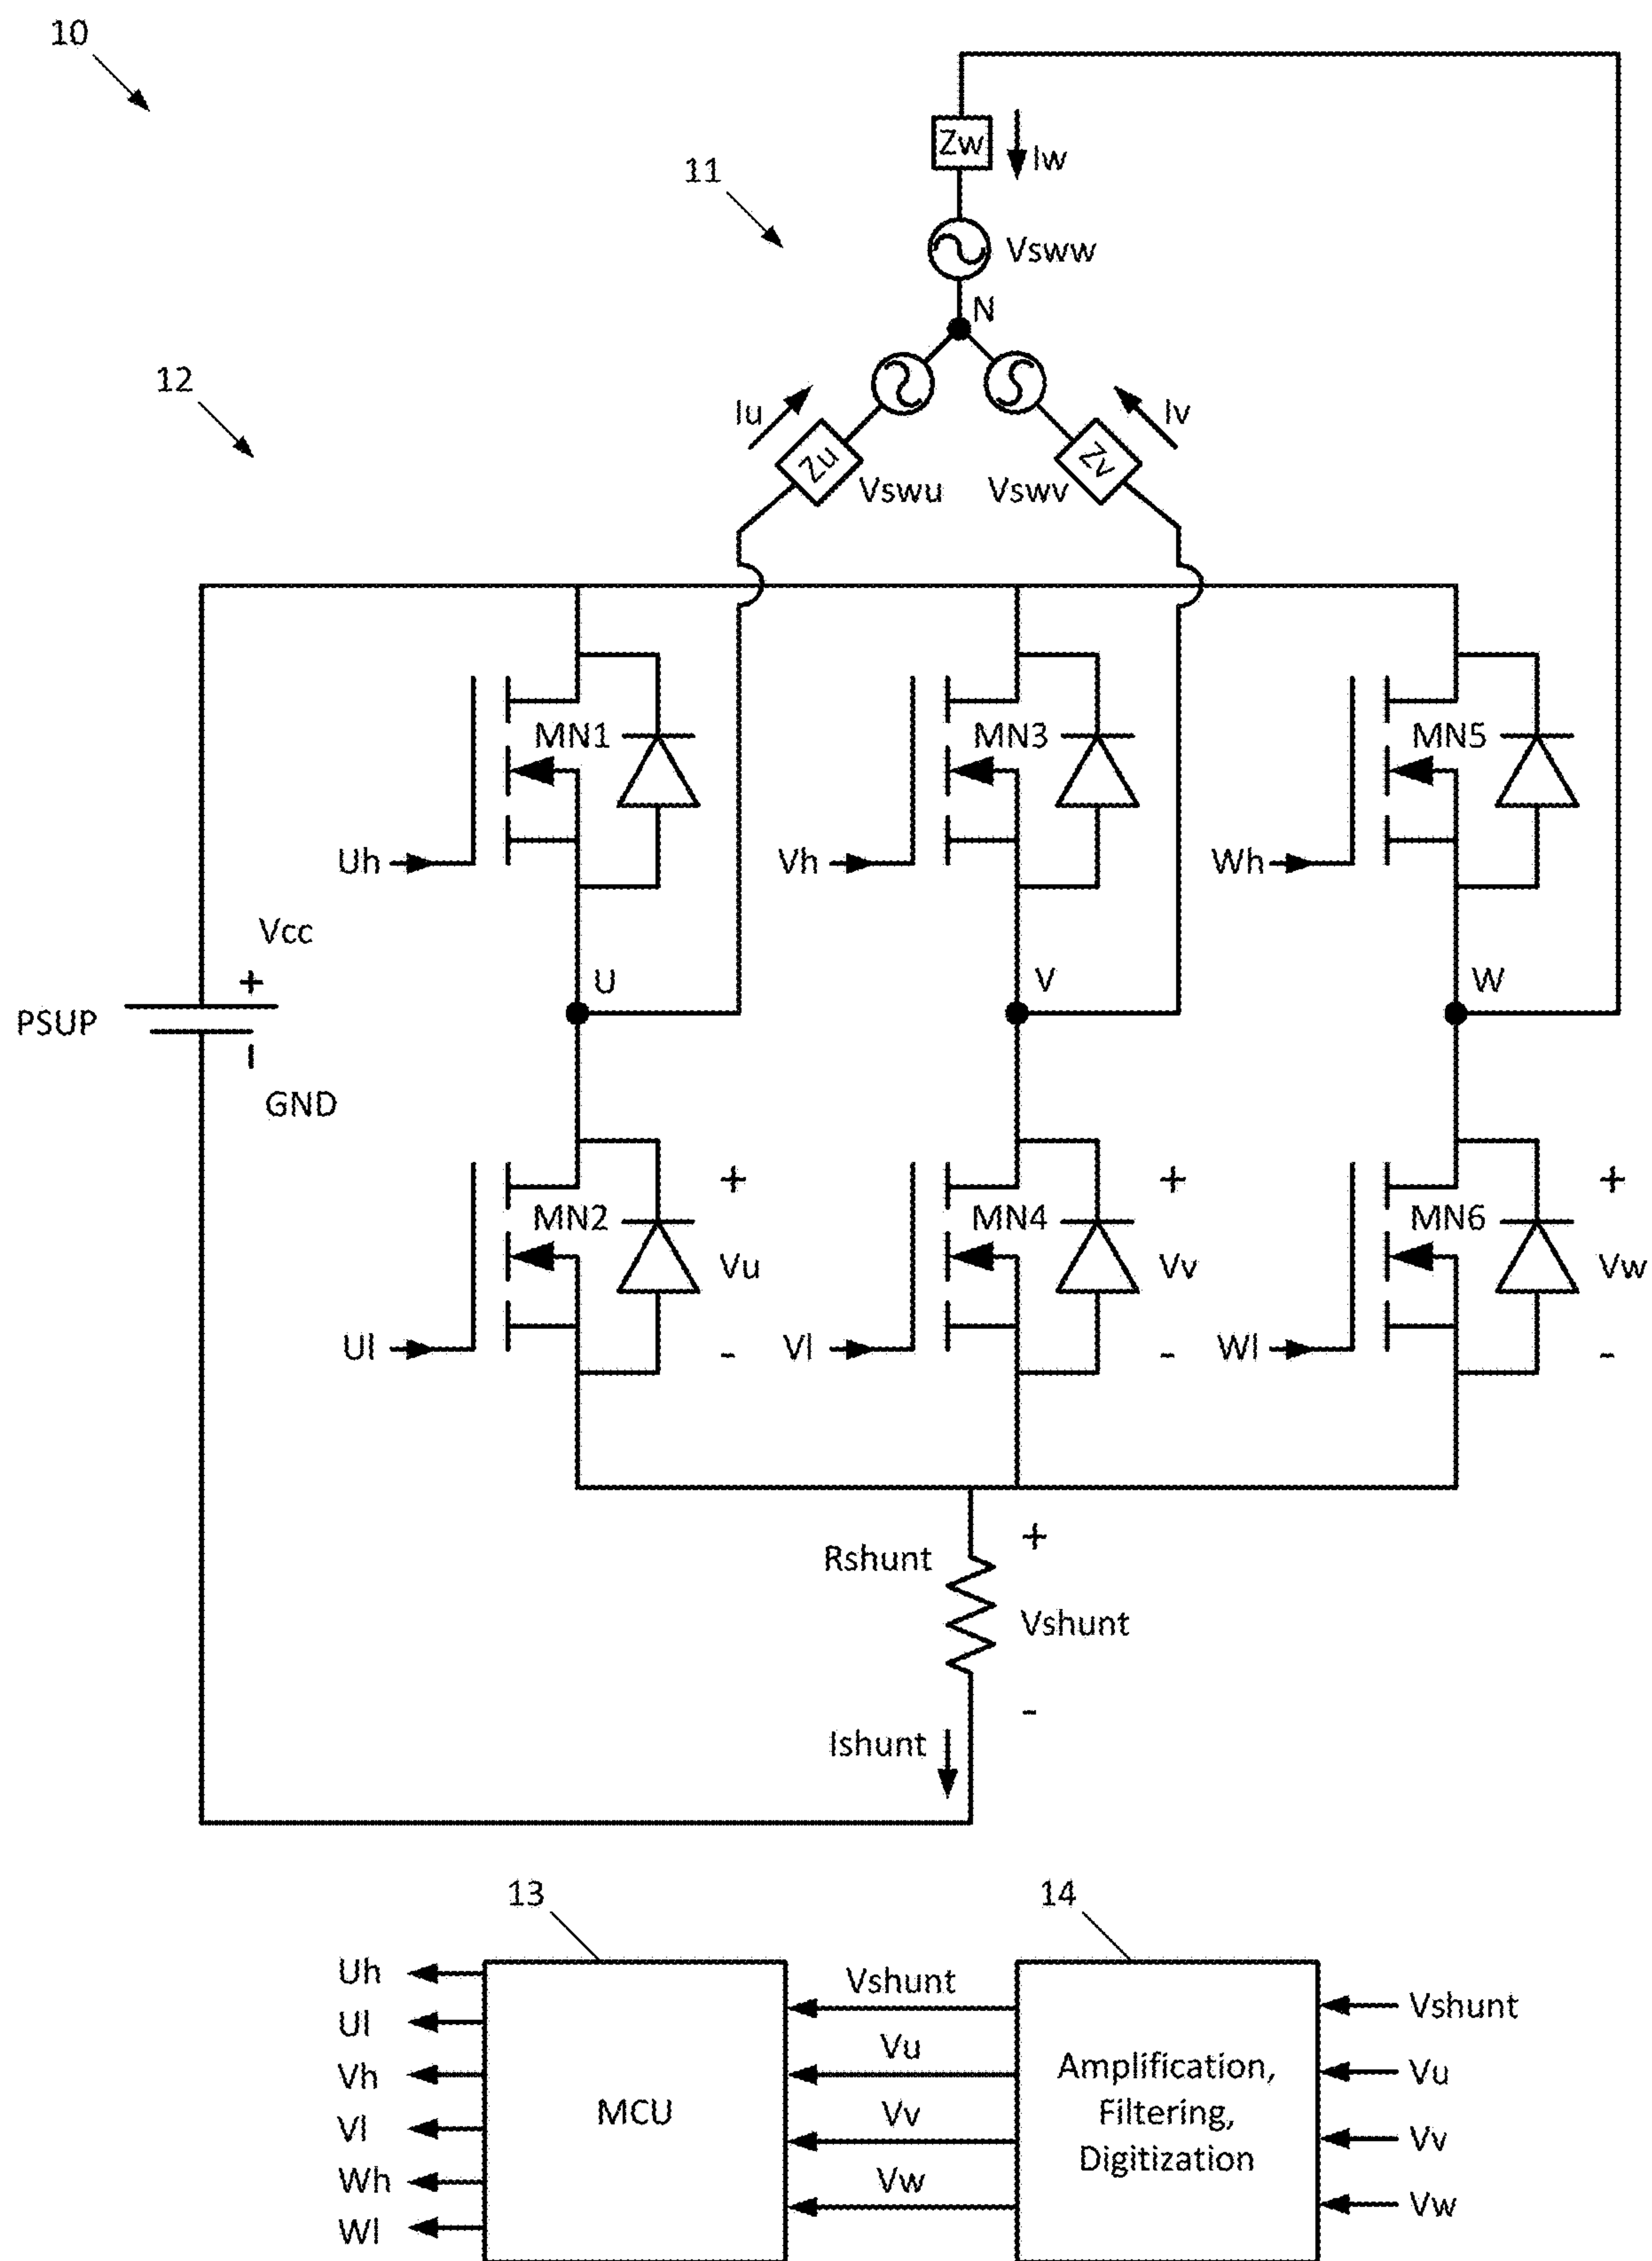 10
Zw
Iw
11
Vsww
N
12
Iu
Iv
Zu
Zv
Vswu
Vswv
MN1
MN3
MN5
Uh
Vh
Wh
Vcc
+
U
V
W
PSUP
-
GND
+
+
+
MN2
MN4
MN6
Vu
Vv
Vw
Ul
Vl
Wl
-
-
-
+
Rshunt
Vshunt
-
Ishunt
13
14
Uh
Ul
Vh
Vl
Wh
Wl
MCU
Vshunt
Vu
Vv
Vw
Amplification,
Filtering,
Digitization
Vshunt
Vu
Vv
Vw